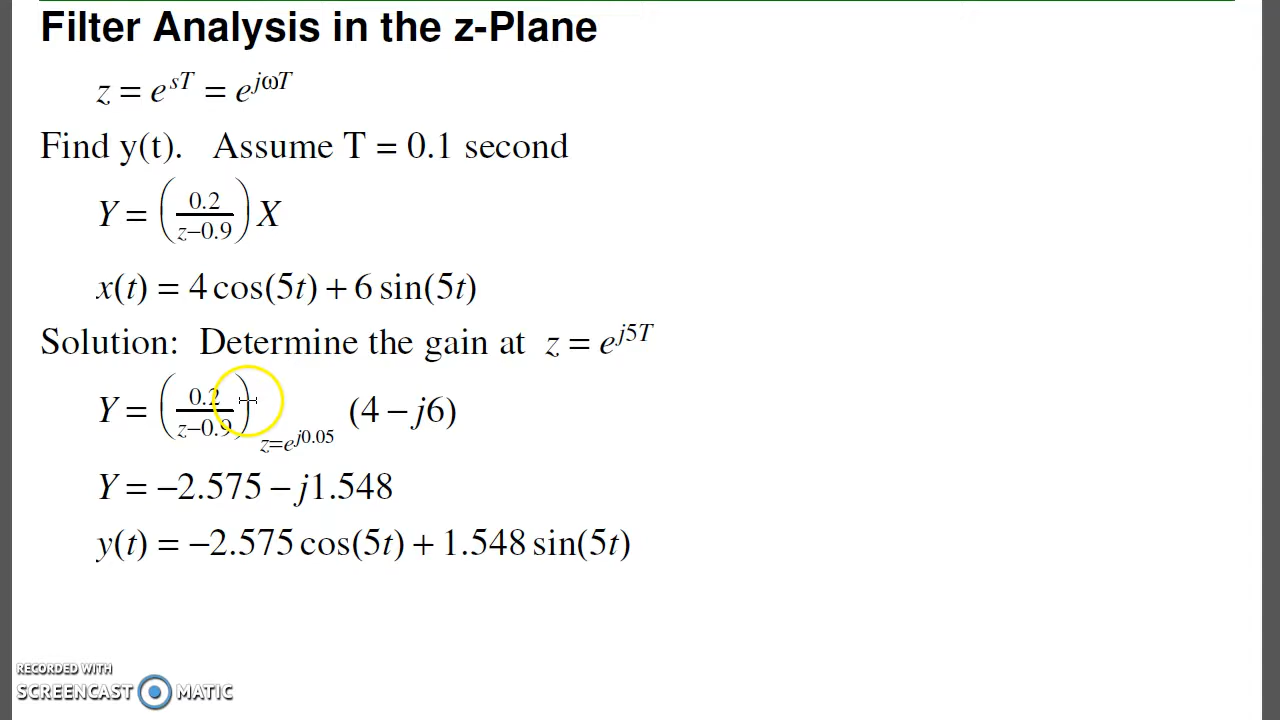 Filter Analysis in the z-Plane
z = e^{sT} = e^{jωT}
Find y(t). Assume T = 0.1 second
Y = (0.2/(z−0.9)) X
x(t) = 4 cos(5t) + 6 sin(5t)
Solution: Determine the gain at z = e^{j5T}
Y = (0.2/(z−0.9))_{z=e^{j0.05}} (4 − j6)
Y = −2.575 − j1.548
y(t) = −2.575 cos(5t) + 1.548 sin(5t)
RECORDED WITH
SCREENCAST MATIC